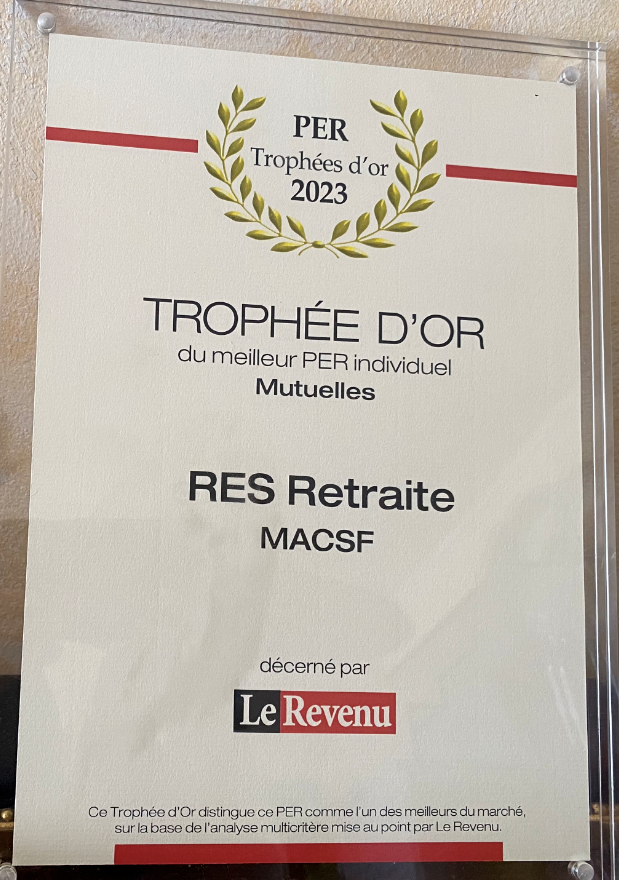 PER
Trophées d'or
2023
TROPHÉE D'OR
du meilleur PER individuel
Mutuelles
RES Retraite
MACSF
décerné par
Le Revenu
Ce Trophée d'Or distingue ce PER comme l'un des meilleurs du marché,
sur la base de l'analyse multicritère mise au point par Le Revenu.